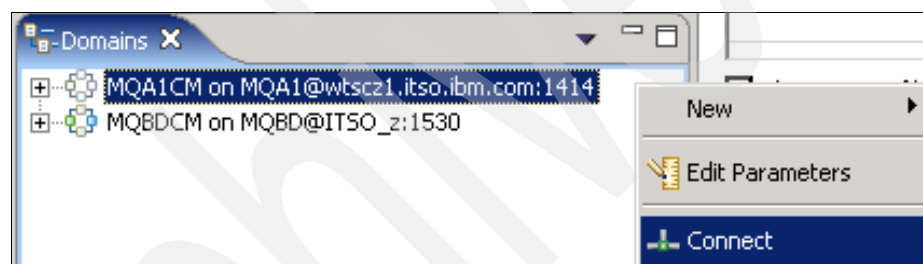 Domains
MQA1CM on MQA1@wtscz1.itso.ibm.com:1414
MQBDCM on MQBD@ITSO_z:1530
New
Edit Parameters
Connect